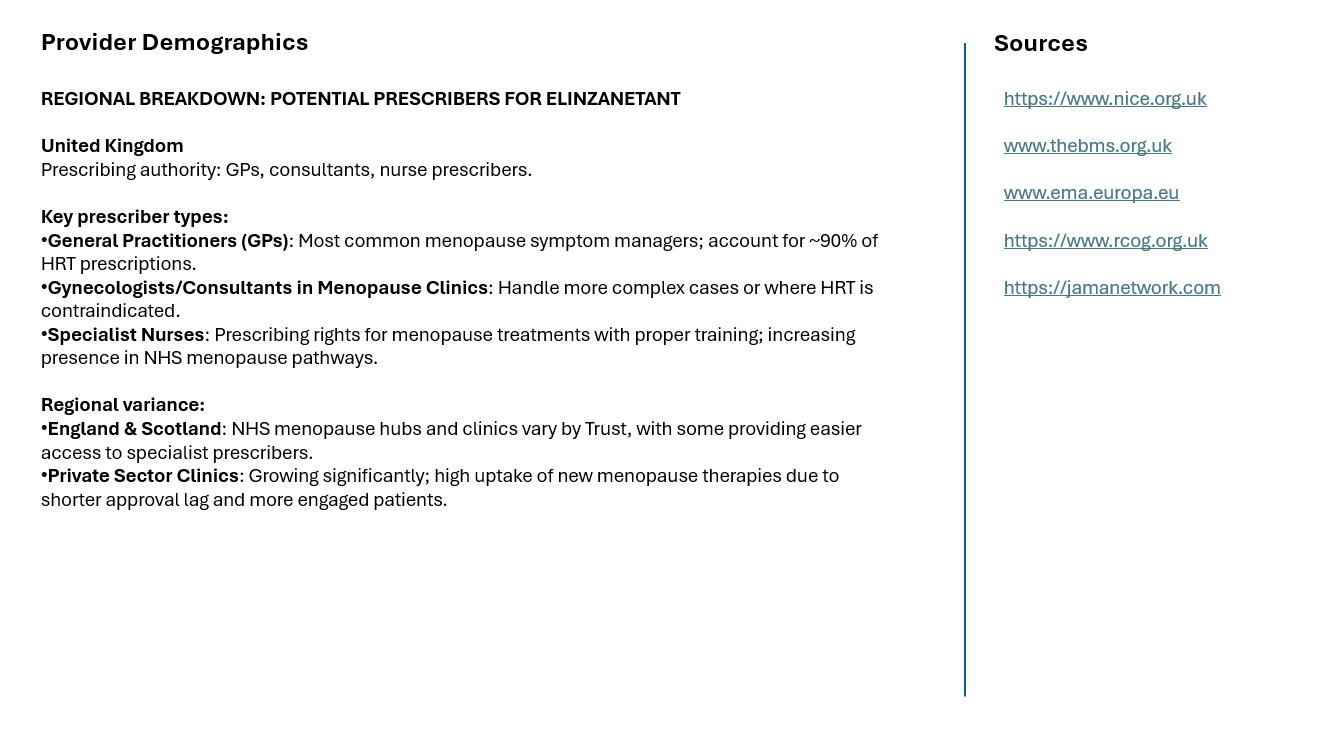 Provider Demographics
REGIONAL BREAKDOWN: POTENTIAL PRESCRIBERS FOR ELINZANETANT
United Kingdom
Prescribing authority: GPs, consultants, nurse prescribers.
Key prescriber types:
•General Practitioners (GPs): Most common menopause symptom managers; account for ~90% of
HRT prescriptions.
•Gynecologists/Consultants in Menopause Clinics: Handle more complex cases or where HRT is
contraindicated.
•Specialist Nurses: Prescribing rights for menopause treatments with proper training; increasing
presence in NHS menopause pathways.
Regional variance:
•England & Scotland: NHS menopause hubs and clinics vary by Trust, with some providing easier
access to specialist prescribers.
•Private Sector Clinics: Growing significantly; high uptake of new menopause therapies due to
shorter approval lag and more engaged patients.
Sources
https://www.nice.org.uk
www.thebms.org.uk
www.ema.europa.eu
https://www.rcog.org.uk
https://jamanetwork.com